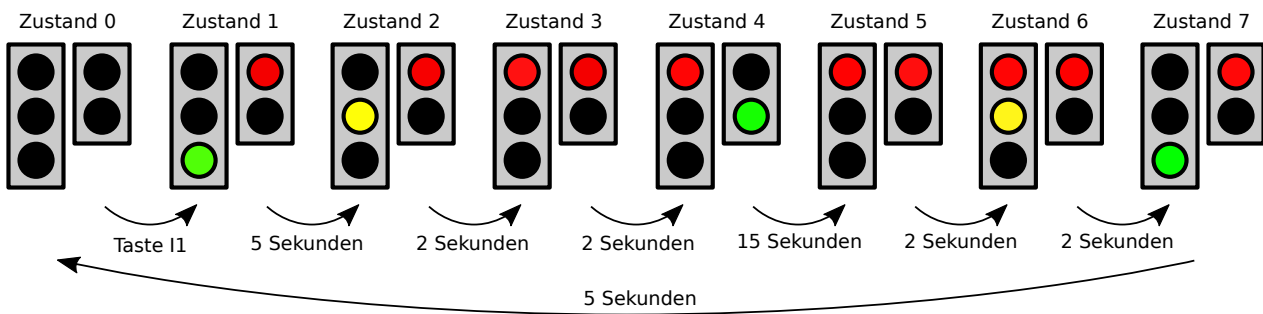 Zustand 0 Zustand 1 Zustand 2 Zustand 3 Zustand 4 Zustand 5 Zustand 6 Zustand 7
Taste I1 5 Sekunden 2 Sekunden 2 Sekunden 15 Sekunden 2 Sekunden 2 Sekunden
5 Sekunden